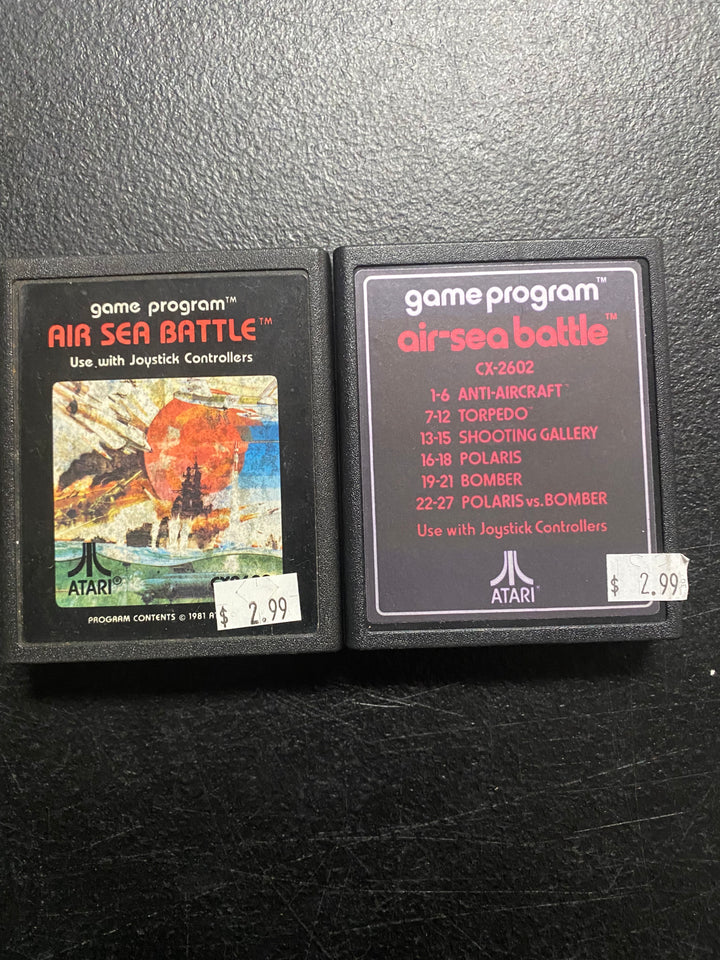 game program™
AIR SEA BATTLE™
Use with Joystick Controllers
ATARI®
PROGRAM CONTENTS © 1981
$ 2.99
game program™
air-sea battle™
CX-2602
1-6 ANTI-AIRCRAFT™
7-12 TORPEDO™
13-15 SHOOTING GALLERY
16-18 POLARIS
19-21 BOMBER
22-27 POLARIS vs. BOMBER
Use with Joystick Controllers
ATARI®
$ 2.99